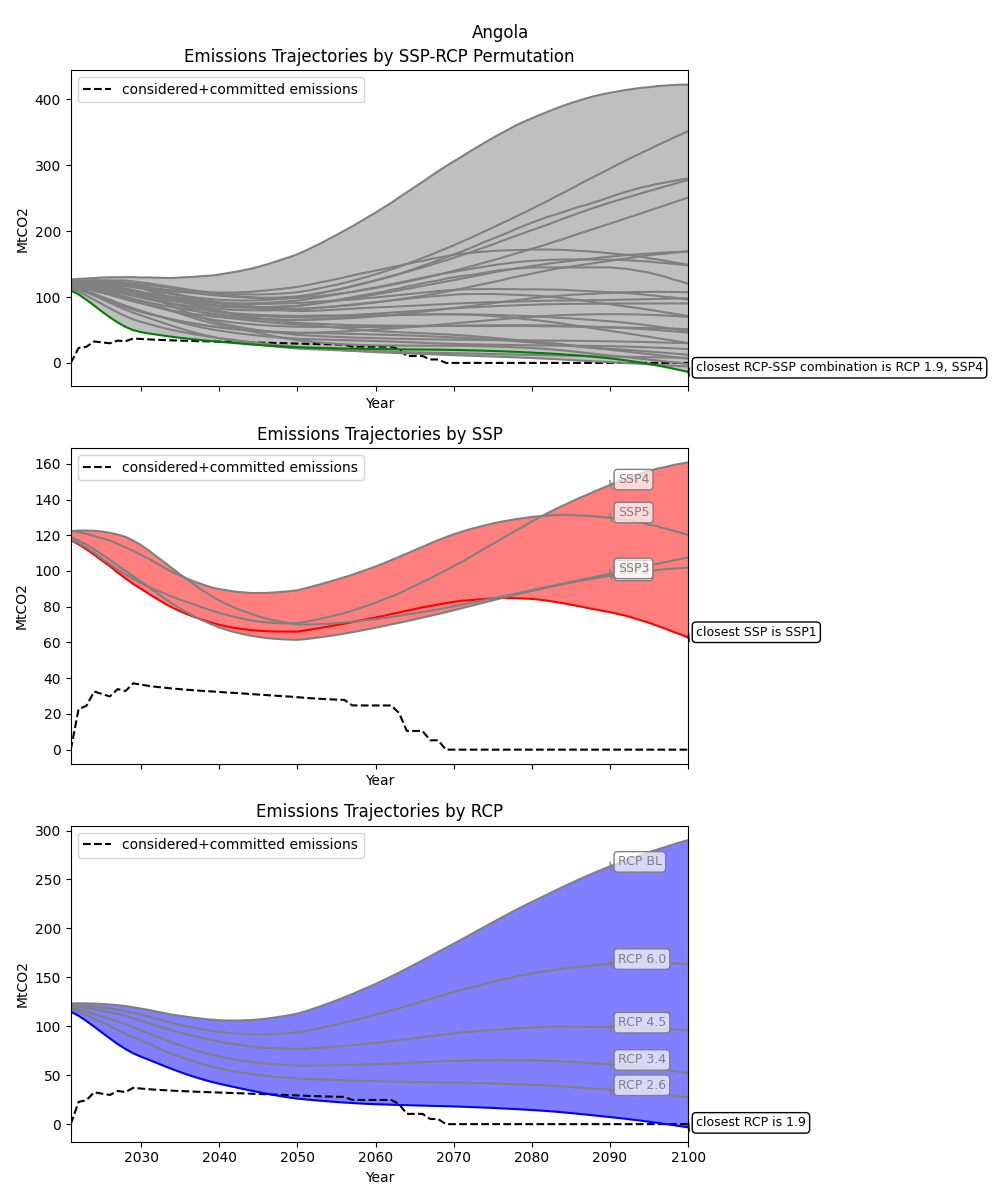 Angola
Emissions Trajectories by SSP-RCP Permutation
considered+committed emissions
400
300
200
100
0
MtCO2
closest RCP-SSP combination is RCP 1.9, SSP4
Year
Emissions Trajectories by SSP
considered+committed emissions
160
140
120
100
80
60
40
20
0
MtCO2
SSP4
SSP5
SSP3
closest SSP is SSP1
Year
Emissions Trajectories by RCP
considered+committed emissions
300
250
200
150
100
50
0
MtCO2
RCP BL
RCP 6.0
RCP 4.5
RCP 3.4
RCP 2.6
closest RCP is 1.9
2030 2040 2050 2060 2070 2080 2090 2100
Year